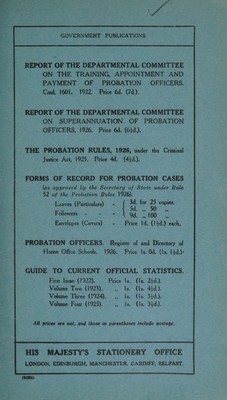 GOVERNMENT PUBLICATIONS.
REPORT OF THE DEPARTMENTAL COMMITTEE
ON THE TRAINING, APPOINTMENT AND
PAYMENT OF PROBATION OFFICERS.
Cmd. 1601. 1922. Price 6d. (7d.).
REPORT OF THE DEPARTMENTAL COMMITTEE
ON SUPERANNUATION OF PROBATION
OFFICERS, 1926. Price 6d. (6½d.).
THE PROBATION RULES, 1926, under the Criminal
Justice Act, 1925. Price 4d. (4½d.).
FORMS OF RECORD FOR PROBATION CASES
(as approved by the Secretary of State under Rule
52 of the Probation Rules 1926).
Leaves (Particulars) - { 3d. for 25 copies.
5d. „ 50 „
Followers - - - { 9d. „ 100 „
Envelopes (Covers) - Price 1d. (1½d.) each.
PROBATION OFFICERS. Register of and Directory of
Home Office Schools, 1926. Price 1s. 0d. (1s. 1½d.).
GUIDE TO CURRENT OFFICIAL STATISTICS.
First Issue (1922), Price 1s. (1s. 2½d.).
Volume Two (1923), „ 1s. (1s. 4½d.).
Volume Three (1924), „ 1s. (1s. 3½d.).
Volume Four (1925), „ 1s. (1s. 3½d.).
All prices are net, and those in parentheses include postage.
HIS MAJESTY'S STATIONERY OFFICE
LONDON, EDINBURGH, MANCHESTER, CARDIFF, BELFAST.